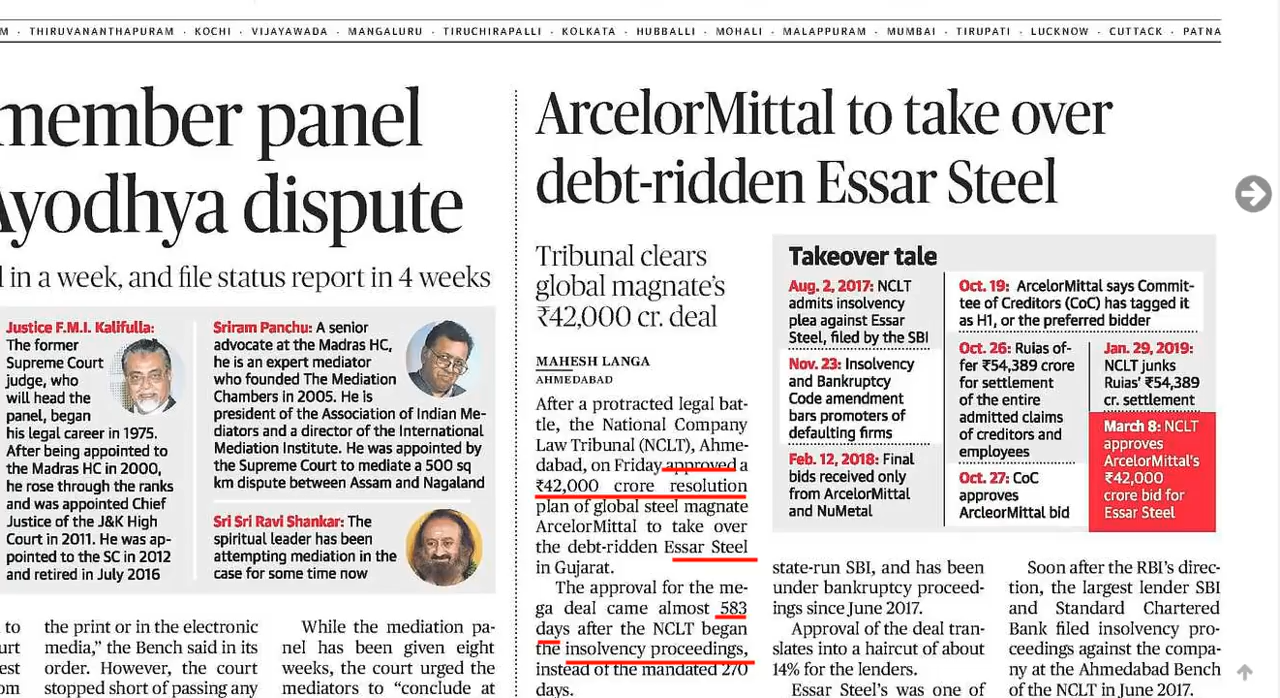 THIRUVANANTHAPURAM · KOCHI · VIJAYAWADA · MANGALURU · TIRUCHIRAPALLI · KOLKATA · HUBBALLI · MOHALI · MALAPPURAM · MUMBAI · TIRUPATI · LUCKNOW · CUTTACK · PATNA
member panel
Ayodhya dispute
in a week, and file status report in 4 weeks
Justice F.M.I. Kalifulla:
The former
Supreme Court
judge, who
will head the
panel, began
his legal career in 1975.
After being appointed to
the Madras HC in 2000,
he rose through the ranks
and was appointed Chief
Justice of the J&K High
Court in 2011. He was ap-
pointed to the SC in 2012
and retired in July 2016
Sriram Panchu: A senior
advocate at the Madras HC,
he is an expert mediator
who founded The Mediation
Chambers in 2005. He is
president of the Association of Indian Me-
diators and a director of the International
Mediation Institute. He was appointed by
the Supreme Court to mediate a 500 sq
km dispute between Assam and Nagaland
Sri Sri Ravi Shankar: The
spiritual leader has been
attempting mediation in the
case for some time now
to
the print or in the electronic
media," the Bench said in its
order. However, the court
stopped short of passing any
While the mediation pa-
nel has been given eight
weeks, the court urged the
mediators to “conclude at
ArcelorMittal to take over
debt-ridden Essar Steel
Tribunal clears
global magnate's
₹42,000 cr. deal
MAHESH LANGA
AHMEDABAD
After a protracted legal bat-
tle, the National Company
Law Tribunal (NCLT), Ahme-
dabad, on Friday approved a
₹42,000 crore resolution
plan of global steel magnate
ArcelorMittal to take over
the debt-ridden Essar Steel
in Gujarat.
The approval for the me-
ga deal came almost 583
days after the NCLT began
the insolvency proceedings,
instead of the mandated 270
days.
Takeover tale
Aug. 2, 2017: NCLT
admits insolvency
plea against Essar
Steel, filed by the SBI
Nov. 23: Insolvency
and Bankruptcy
Code amendment
bars promoters of
defaulting firms
Feb. 12, 2018: Final
bids received only
from ArcelorMittal
and NuMetal
Oct. 19: ArcelorMittal says Commit-
tee of Creditors (CoC) has tagged it
as H1, or the preferred bidder
Oct. 26: Ruias of-
fer ₹54,389 crore
for settlement
of the entire
admitted claims
of creditors and
employees
Oct. 27: CoC
approves
ArcleorMittal bid
Jan. 29, 2019:
NCLT junks
Ruias' ₹54,389
cr. settlement
March 8: NCLT
approves
ArcelorMittal's
₹42,000
crore bid for
Essar Steel
state-run SBI, and has been
under bankruptcy proceed-
ings since June 2017.
Approval of the deal tran-
slates into a haircut of about
14% for the lenders.
Essar Steel's was one of
Soon after the RBI's direc-
tion, the largest lender SBI
and Standard Chartered
Bank filed insolvency pro-
ceedings against the compa-
ny at the Ahmedabad Bench
of the NCLT in June 2017.